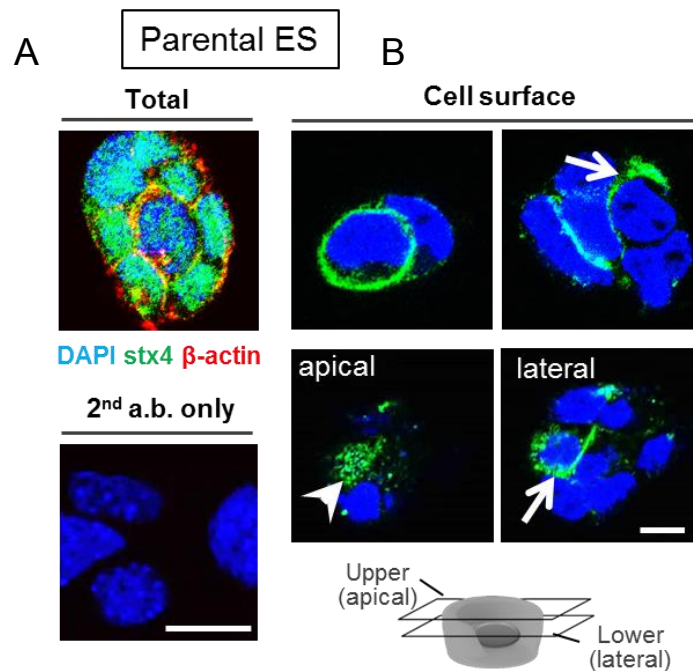 Parental ES
A
B
Total
Cell surface
DAPI stx4 β-actin
apical
lateral
2nd a.b. only
Upper
(apical)
Lower
(lateral)